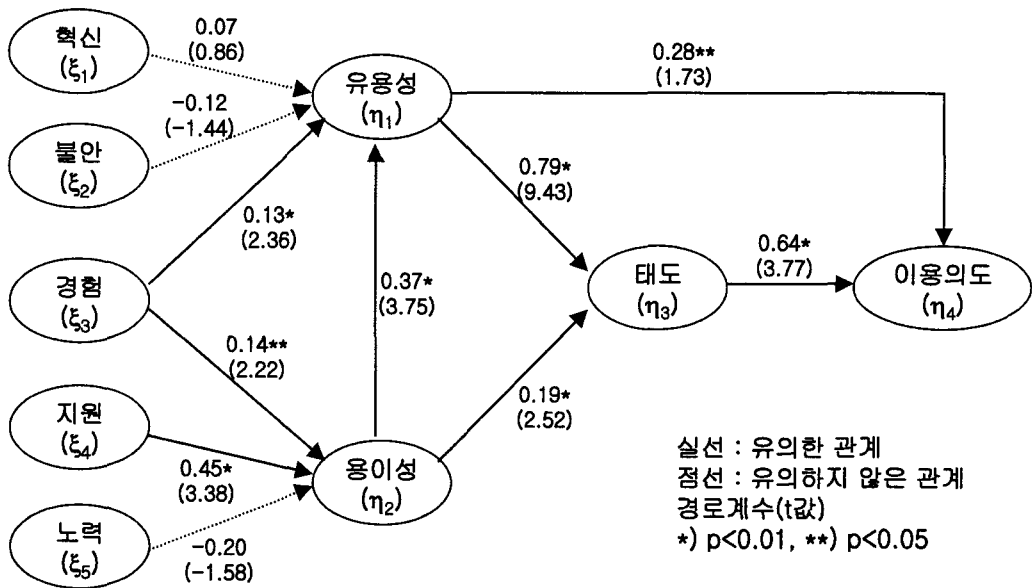 혁신
(ξ1)
0.07
(0.86)
불안
(ξ2)
-0.12
(-1.44)
유용성
(η1)
0.28**
(1.73)
경험
(ξ3)
0.13*
(2.36)
0.37*
(3.75)
0.79*
(9.43)
태도
(η3)
0.64*
(3.77)
이용의도
(η4)
0.14**
(2.22)
지원
(ξ4)
0.45*
(3.38)
용이성
(η2)
0.19*
(2.52)
노력
(ξ5)
-0.20
(-1.58)
실선 : 유의한 관계
점선 : 유의하지 않은 관계
경로계수(t값)
*) p<0.01, **) p<0.05